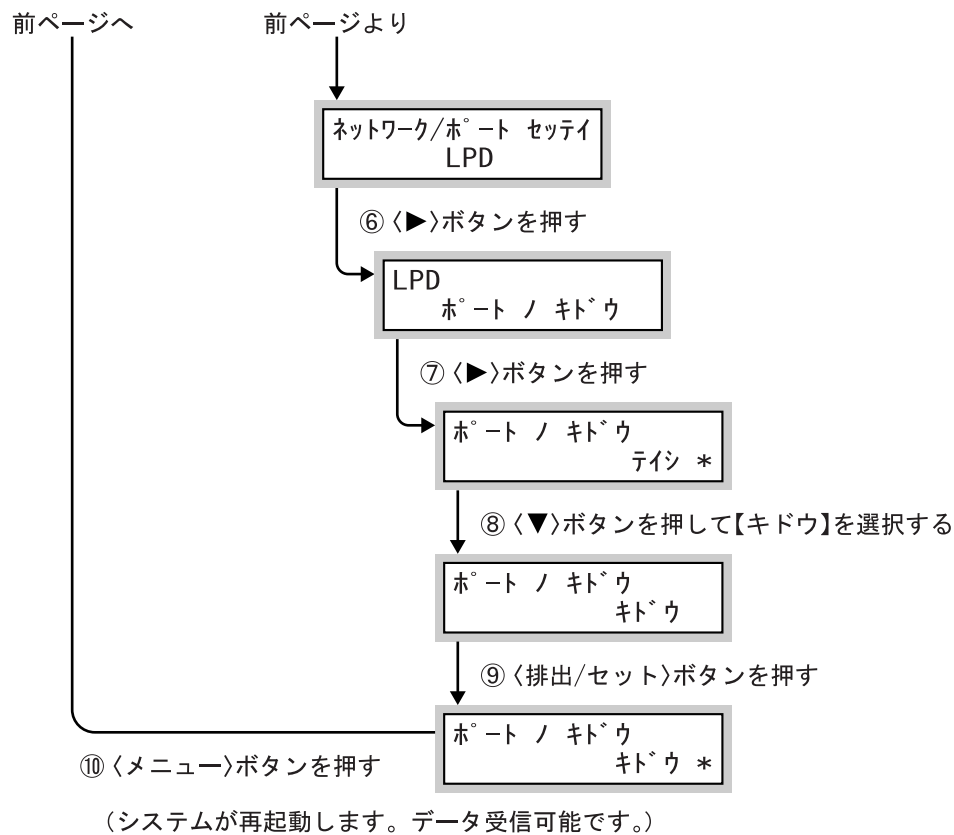 前ページへ
前ページより
ネットワーク/ポート セッテイ
LPD
⑥〈▶〉ボタンを押す
LPD
ポート ノ キドウ
⑦〈▶〉ボタンを押す
ポート ノ キドウ
テイシ *
⑧〈▼〉ボタンを押して【キドウ】を選択する
ポート ノ キドウ
キドウ
⑨〈排出/セット〉ボタンを押す
ポート ノ キドウ
キドウ *
⑩〈メニュー〉ボタンを押す
（システムが再起動します。データ受信可能です。）